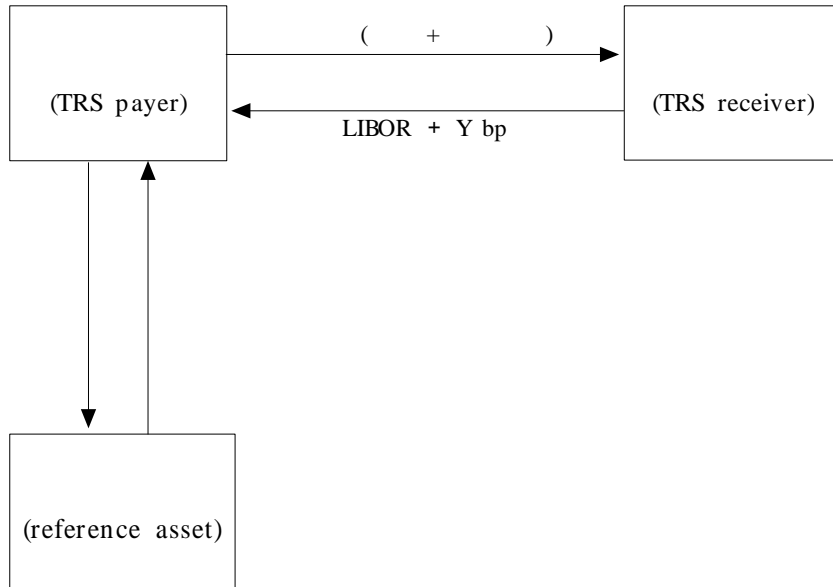 ( + )
(TRS payer)
(TRS receiver)
LIBOR + Y bp
(reference asset)